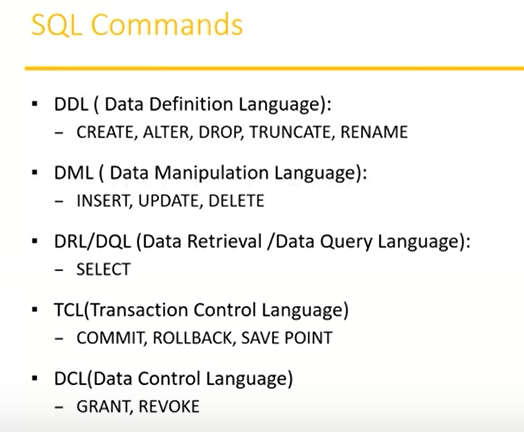 SQL Commands
▪ DDL ( Data Definition Language):
– CREATE, ALTER, DROP, TRUNCATE, RENAME
▪ DML ( Data Manipulation Language):
– INSERT, UPDATE, DELETE
▪ DRL/DQL (Data Retrieval /Data Query Language):
– SELECT
▪ TCL(Transaction Control Language)
– COMMIT, ROLLBACK, SAVE POINT
▪ DCL(Data Control Language)
– GRANT, REVOKE